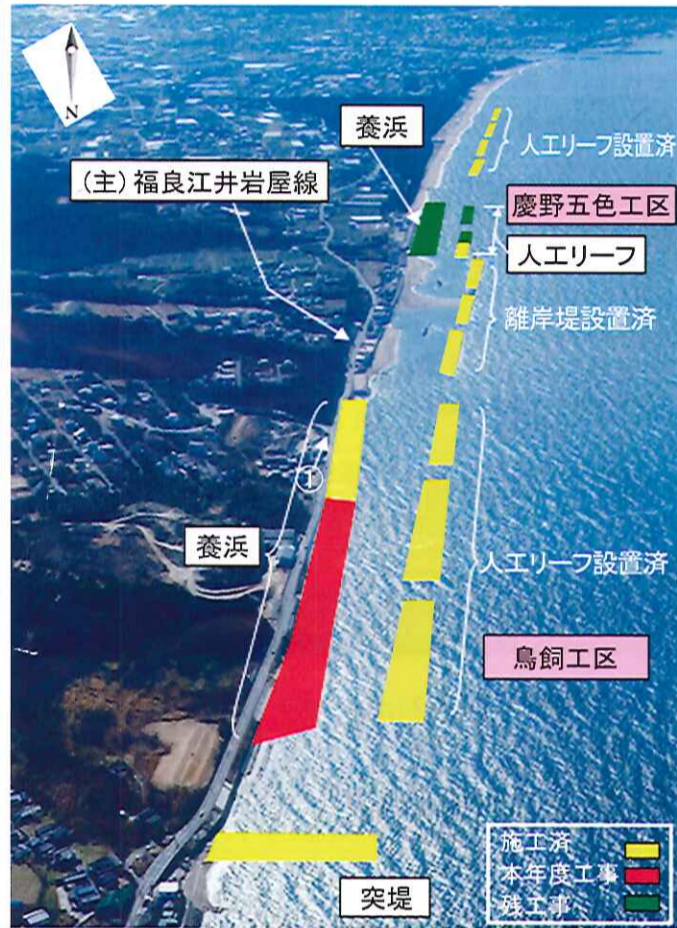 N
養浜
人工リーフ設置済
(主)福良江井岩屋線
慶野五色工区
人工リーフ
離岸堤設置済
①
養浜
人工リーフ設置済
鳥飼工区
突堤
施工済
本年度工事
残工事